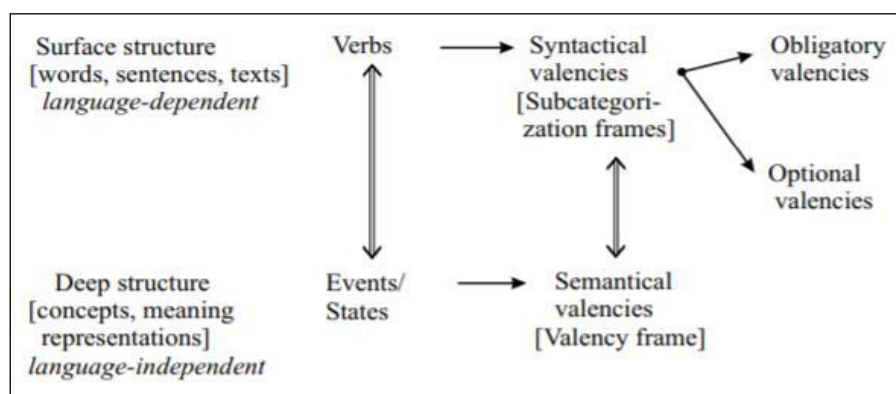 Surface structure
[words, sentences, texts]
language-dependent
Verbs
Syntactical
valencies
[Subcategori-
zation frames]
Obligatory
valencies
Optional
valencies
Deep structure
[concepts, meaning
representations]
language-independent
Events/
States
Semantical
valencies
[Valency frame]